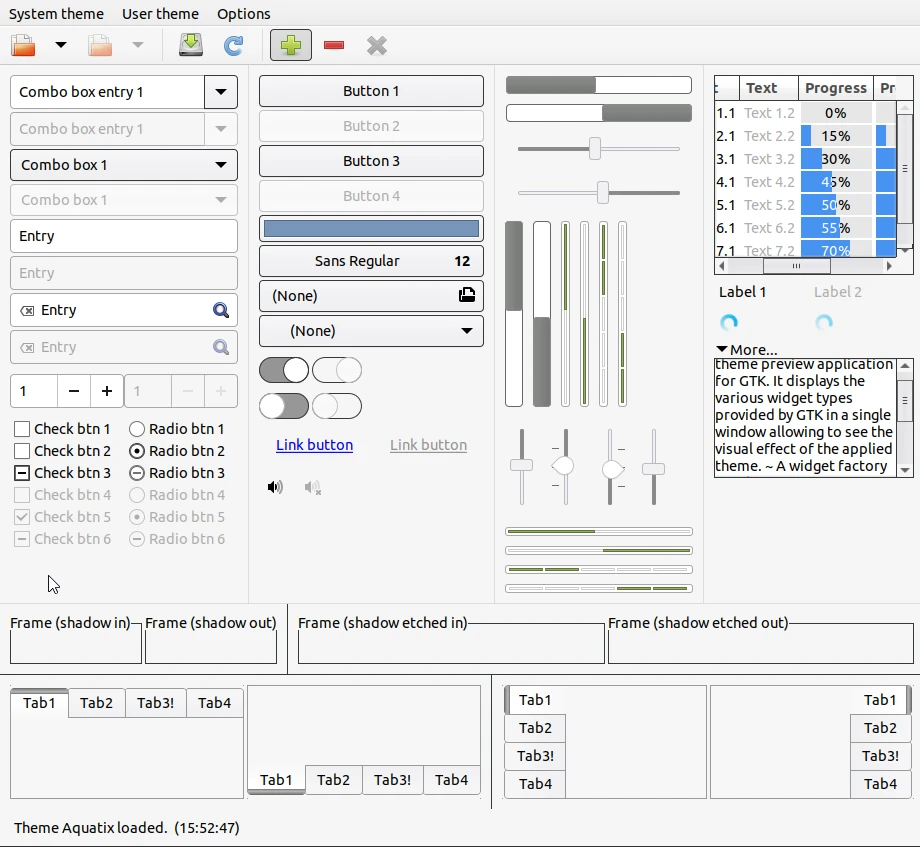 System theme User theme Options
Combo box entry 1
Combo box entry 1
Combo box 1
Combo box 1
Entry
Entry
Entry
Entry
1 − + 1 − +
Check btn 1 Radio btn 1
Check btn 2 Radio btn 2
Check btn 3 Radio btn 3
Check btn 4 Radio btn 4
Check btn 5 Radio btn 5
Check btn 6 Radio btn 6
Button 1
Button 2
Button 3
Button 4
Sans Regular 12
(None)
(None)
Link button Link button
Text Progress Pr
1.1 Text 1.2 0%
2.1 Text 2.2 15%
3.1 Text 3.2 30%
4.1 Text 4.2 45%
5.1 Text 5.2 50%
6.1 Text 6.2 55%
7.1 Text 7.2 70%
Label 1 Label 2
More...
theme preview application
for GTK. It displays the
various widget types
provided by GTK in a single
window allowing to see the
visual effect of the applied
theme. ~ A widget factory
Frame (shadow in) Frame (shadow out) Frame (shadow etched in) Frame (shadow etched out)
Tab1 Tab2 Tab3! Tab4
Tab1 Tab2 Tab3! Tab4
Tab1
Tab2
Tab3!
Tab4
Tab1
Tab2
Tab3!
Tab4
Theme Aquatix loaded. (15:52:47)